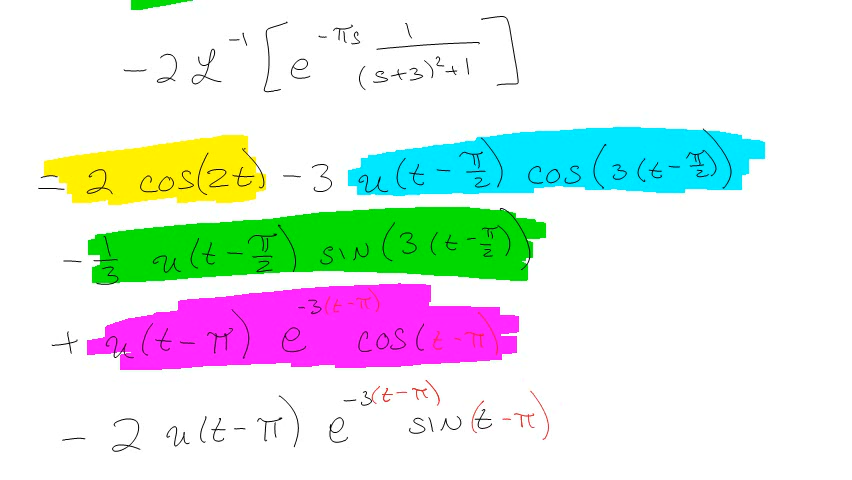 -2 ℒ⁻¹ [ e^{-πs} 1/((s+3)²+1) ]
= 2 cos(2t) - 3 u(t - π/2) cos(3(t - π/2))
- 1/3 u(t - π/2) sin(3(t - π/2))
+ u(t - π) e^{-3(t-π)} cos(t - π)
- 2 u(t - π) e^{-3(t-π)} sin(t - π)